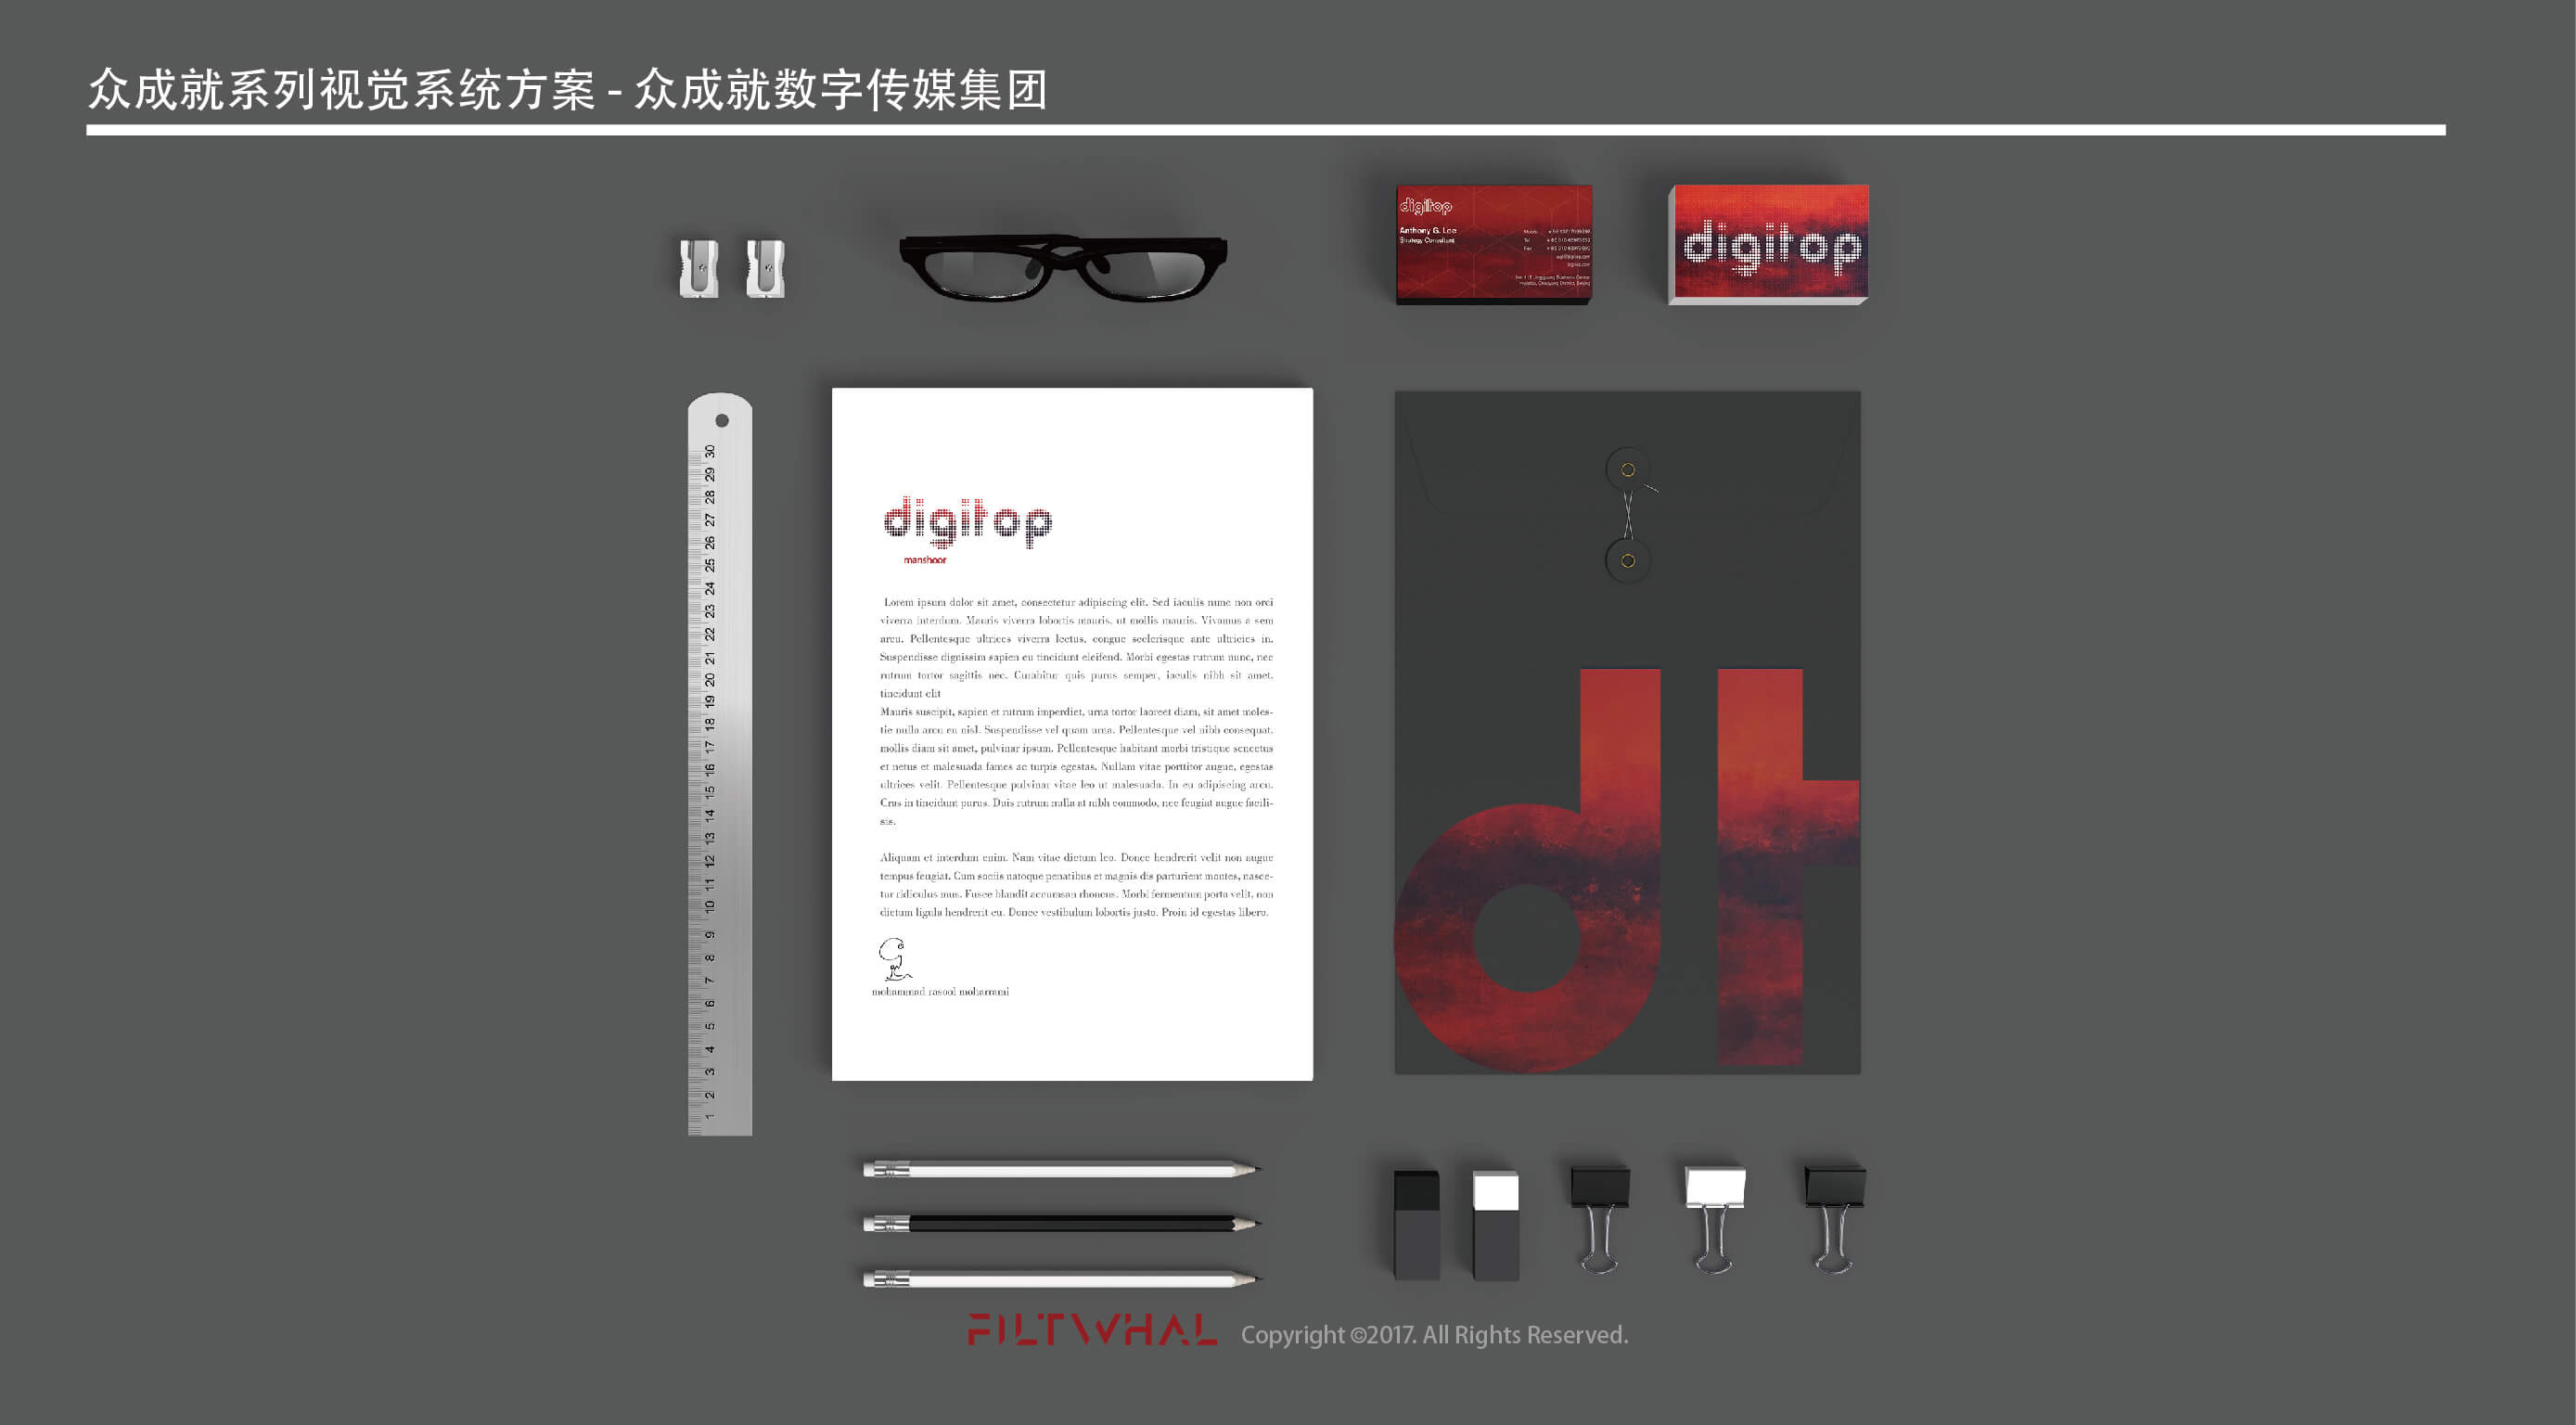 众成就系列视觉系统方案 - 众成就数字传媒集团
digitop
Anthony G. Lee
Strategy Consultant
Mobile
Tel
Fax
digitop
30
29
28
27
26
25
24
23
22
21
20
19
18
17
16
15
14
13
12
11
10
9
8
7
6
5
4
3
2
1
digitop
manshoor
Lorem ipsum dolor sit amet, consectetur adipiscing elit. Sed iaculis nunc non orci
viverra interdum. Mauris viverra lobortis mauris, ut mollis mauris. Vivamus a sem
arcu. Pellentesque ultrices viverra lectus, congue scelerisque ante ultricies in.
Suspendisse dignissim sapien eu tincidunt eleifend. Morbi egestas rutrum nunc, nec
rutrum tortor sagittis nec. Curabitur quis purus semper, iaculis nibh sit amet,
tincidunt elit
Mauris suscipit, sapien et rutrum imperdiet, urna tortor laoreet diam, sit amet moles-
tie nulla arcu eu nisl. Suspendisse vel quam urna. Pellentesque vel nibh consequat,
mollis diam sit amet, pulvinar ipsum. Pellentesque habitant morbi tristique senectus
et netus et malesuada fames ac turpis egestas. Nullam vitae porttitor augue, egestas
ultrices velit. Pellentesque pulvinar vitae leo ut malesuada. In eu adipiscing arcu.
Cras in tincidunt purus. Duis rutrum nulla at nibh commodo, nec feugiat augue facili-
sis.
Aliquam et interdum enim. Nam vitae dictum leo. Donec hendrerit velit non augue
tempus feugiat. Cum sociis natoque penatibus et magnis dis parturient montes, nasce-
tur ridiculus mus. Fusce blandit accumsan rhoncus. Morbi fermentum porta velit, non
dictum ligula hendrerit eu. Donec vestibulum lobortis justo. Proin id egestas libero.
mohammad rasool moharrami
dt
FILTWHAL Copyright ©2017. All Rights Reserved.